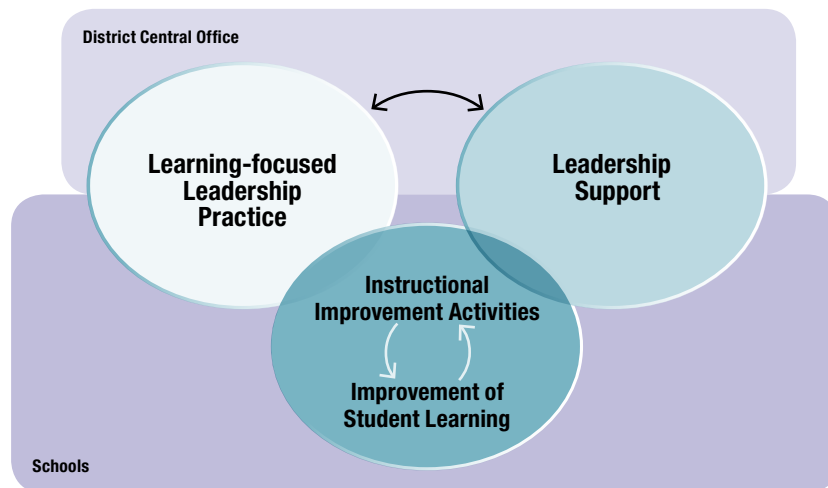 District Central Office
Learning-focused
Leadership
Practice
Leadership
Support
Instructional
Improvement Activities
Improvement of
Student Learning
Schools